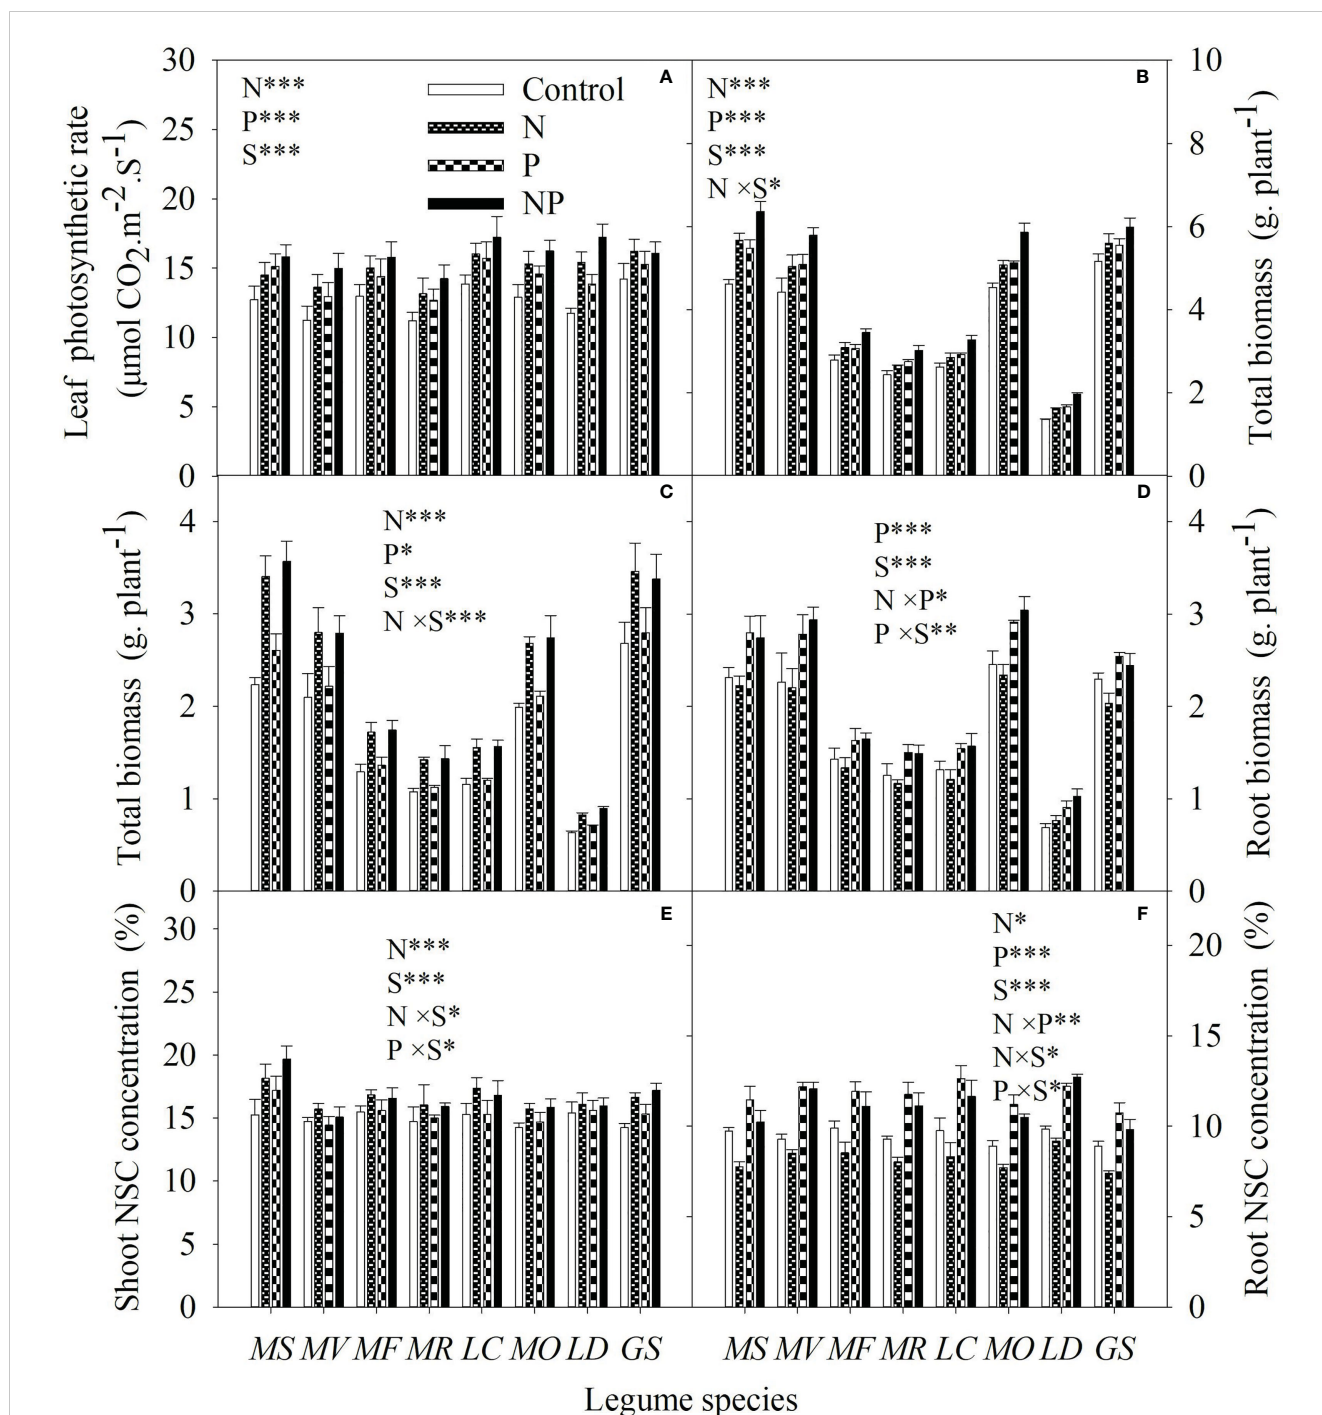 A
30
25
20
15
10
5
0
Leaf photosynthetic rate
(μmol CO2.m-2.s-1)
N***
P***
S***
Control
N
P
NP
B
10
8
6
4
2
0
Total biomass (g. plant-1)
N***
P***
S***
N ×S*
C
4
3
2
1
0
Total biomass (g. plant-1)
N***
P*
S***
N ×S***
D
4
3
2
1
0
Root biomass (g. plant-1)
P***
S***
N ×P*
P ×S**
E
30
25
20
15
10
5
0
Shoot NSC concentration (%)
N***
S***
N ×S*
P ×S*
F
20
15
10
5
0
Root NSC concentration (%)
N*
P***
S***
N ×P**
N×S*
P ×S*
MS MV MF MR LC MO LD GS
MS MV MF MR LC MO LD GS
Legume species